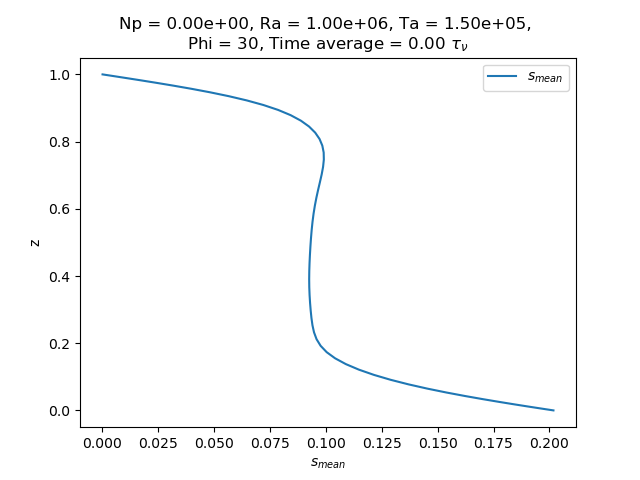 Np = 0.00e+00, Ra = 1.00e+06, Ta = 1.50e+05,
Phi = 30, Time average = 0.00 τν
s_mean
1.0
0.8
0.6
0.4
0.2
0.0
z
0.000 0.025 0.050 0.075 0.100 0.125 0.150 0.175 0.200
s_mean